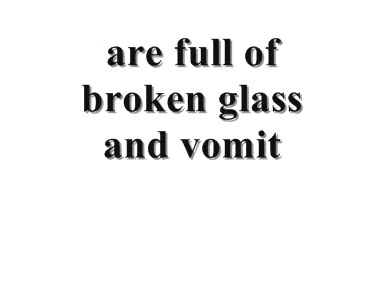 are full of
broken glass
and vomit